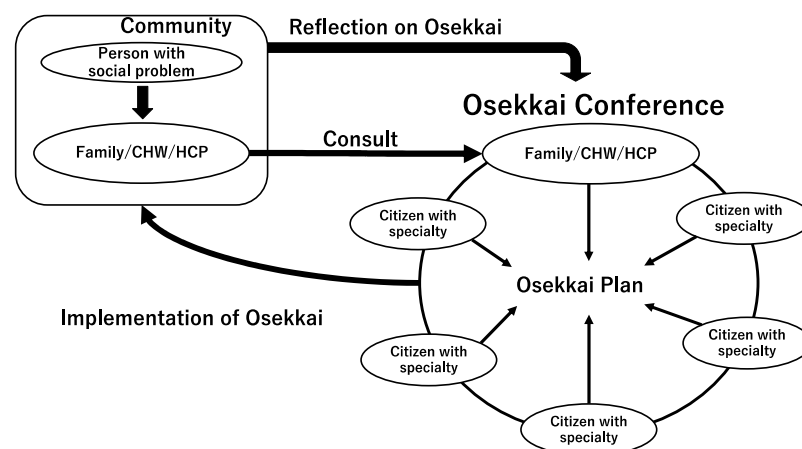 Community
Person with
social problem
Family/CHW/HCP
Reflection on Osekkai
Consult
Osekkai Conference
Family/CHW/HCP
Citizen with
specialty
Citizen with
specialty
Osekkai Plan
Implementation of Osekkai
Citizen with
specialty
Citizen with
specialty
Citizen with
specialty